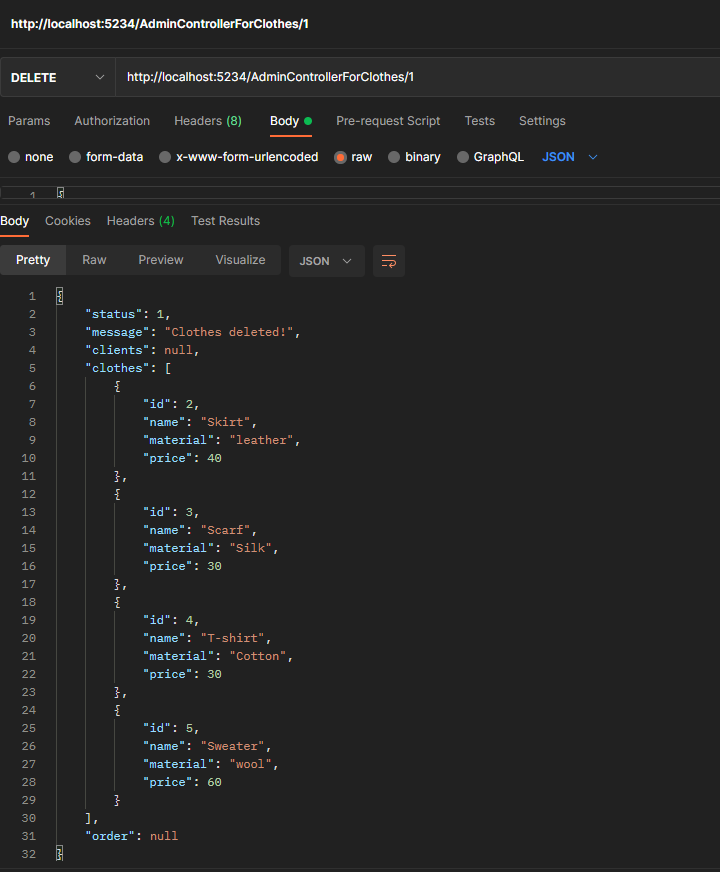 http://localhost:5234/AdminControllerForClothes/1
DELETE http://localhost:5234/AdminControllerForClothes/1
Params Authorization Headers (8) Body Pre-request Script Tests Settings
none form-data x-www-form-urlencoded raw binary GraphQL JSON
1 {
Body Cookies Headers (4) Test Results
Pretty Raw Preview Visualize JSON
1 {
2 "status": 1,
3 "message": "Clothes deleted!",
4 "clients": null,
5 "clothes": [
6 {
7 "id": 2,
8 "name": "Skirt",
9 "material": "leather",
10 "price": 40
11 },
12 {
13 "id": 3,
14 "name": "Scarf",
15 "material": "Silk",
16 "price": 30
17 },
18 {
19 "id": 4,
20 "name": "T-shirt",
21 "material": "Cotton",
22 "price": 30
23 },
24 {
25 "id": 5,
26 "name": "Sweater",
27 "material": "wool",
28 "price": 60
29 }
30 ],
31 "order": null
32 }